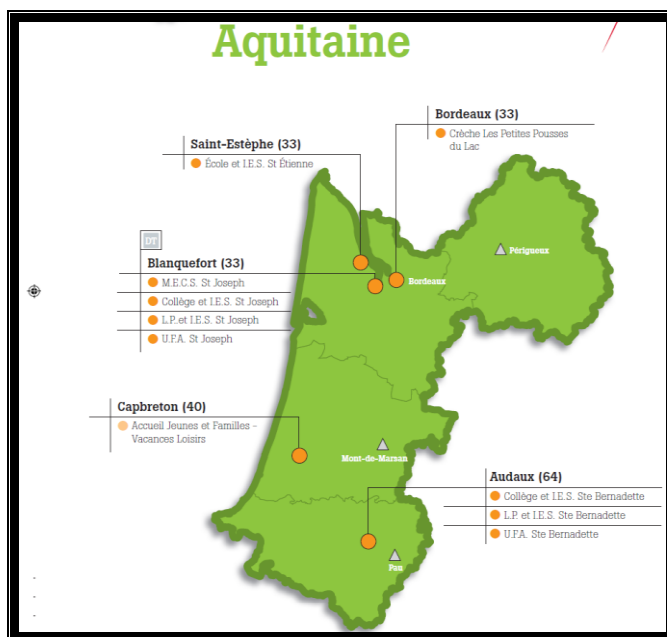 Aquitaine
Bordeaux (33)
Crèche Les Petites Pousses
du Lac
Saint-Estèphe (33)
École et I.E.S. St Étienne
Périgueux
DT
Blanquefort (33)
M.E.C.S. St Joseph
Collège et I.E.S. St Joseph
L.P. et I.E.S. St Joseph
U.F.A. St Joseph
Bordeaux
Capbreton (40)
Accueil Jeunes et Familles -
Vacances Loisirs
Mont-de-Marsan
Audaux (64)
Collège et I.E.S. Ste Bernadette
L.P. et I.E.S. Ste Bernadette
U.F.A. Ste Bernadette
Pau